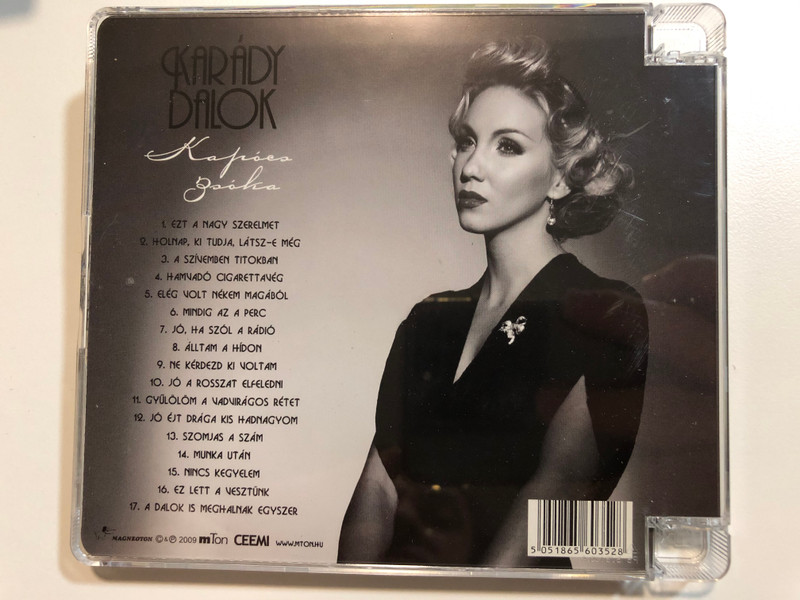 KARÁDY
DALOK
Kapócs
Zsóka
1. EZT A NAGY SZERELMET
2. HOLNAP, KI TUDJA, LÁTSZ-E MÉG
3. A SZÍVEMBEN TITOKBAN
4. HAMVADÓ CIGARETTAVÉG
5. ELÉG VOLT NÉKEM MAGÁBÓL
6. MINDIG AZ A PERC
7. JÓ, HA SZÓL A RÁDIÓ
8. ÁLLTAM A HÍDON
9. NE KÉRDEZD KI VOLTAM
10. JÓ A ROSSZAT ELFELEDNI
11. GYŰLÖLÖM A VADVIRÁGOS RÉTET
12. JÓ ÉJT DRÁGA KIS HADNAGYOM
13. SZOMJAS A SZÁM
14. MUNKA UTÁN
15. NINCS KEGYELEM
16. EZ LETT A VESZTÜNK
17. A DALOK IS MEGHALNAK EGYSZER
MAGNEOTON ©&℗ 2009 mTon CEEMI WWW.MTON.HU
5 051865 603528